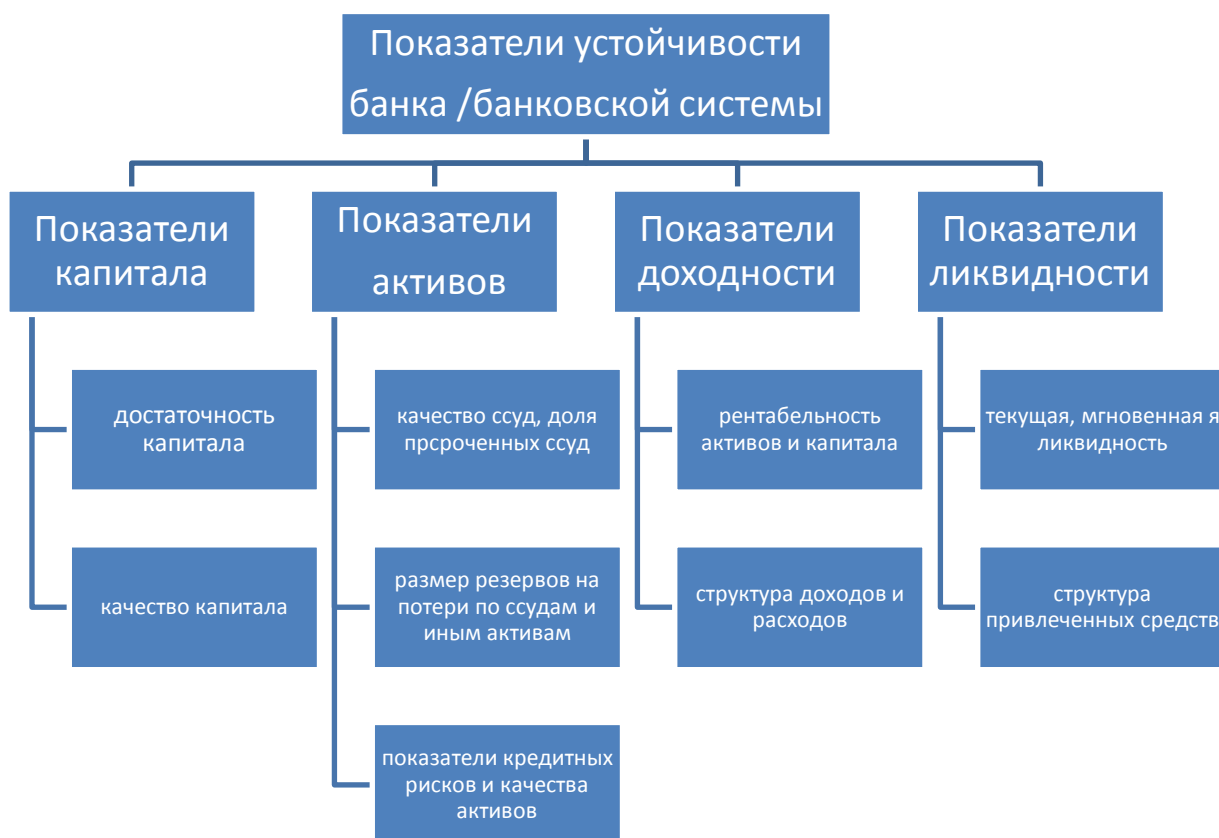 Показатели устойчивости
банка /банковской системы
Показатели
капитала
Показатели
активов
Показатели
доходности
Показатели
ликвидности
достаточность
капитала
качество ссуд, доля
прсроченных ссуд
рентабельность
активов и капитала
текущая, мгновенная я
ликвидность
качество капитала
размер резервов на
потери по ссудам и
иным активам
структура доходов и
расходов
структура
привлеченных средств
показатели кредитных
рисков и качества
активов